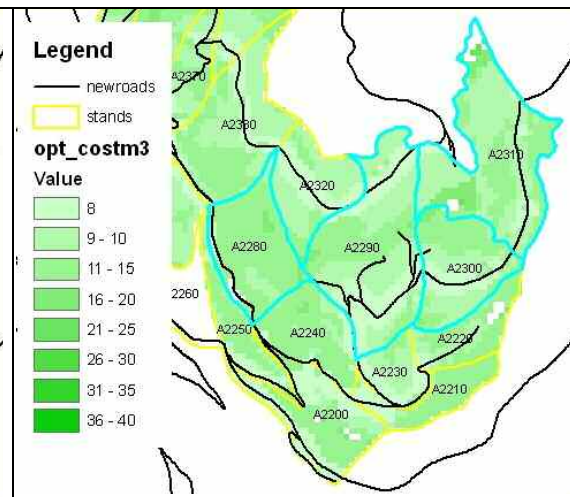 Legend
newroads
stands
opt_costm3
Value
8
9 - 10
11 - 15
16 - 20
21 - 25
26 - 30
31 - 35
36 - 40
A2370
A2330
A2310
A2320
A2280
A2290
A2300
2260
A2250
A2240
A2220
A2230
A2210
A2200